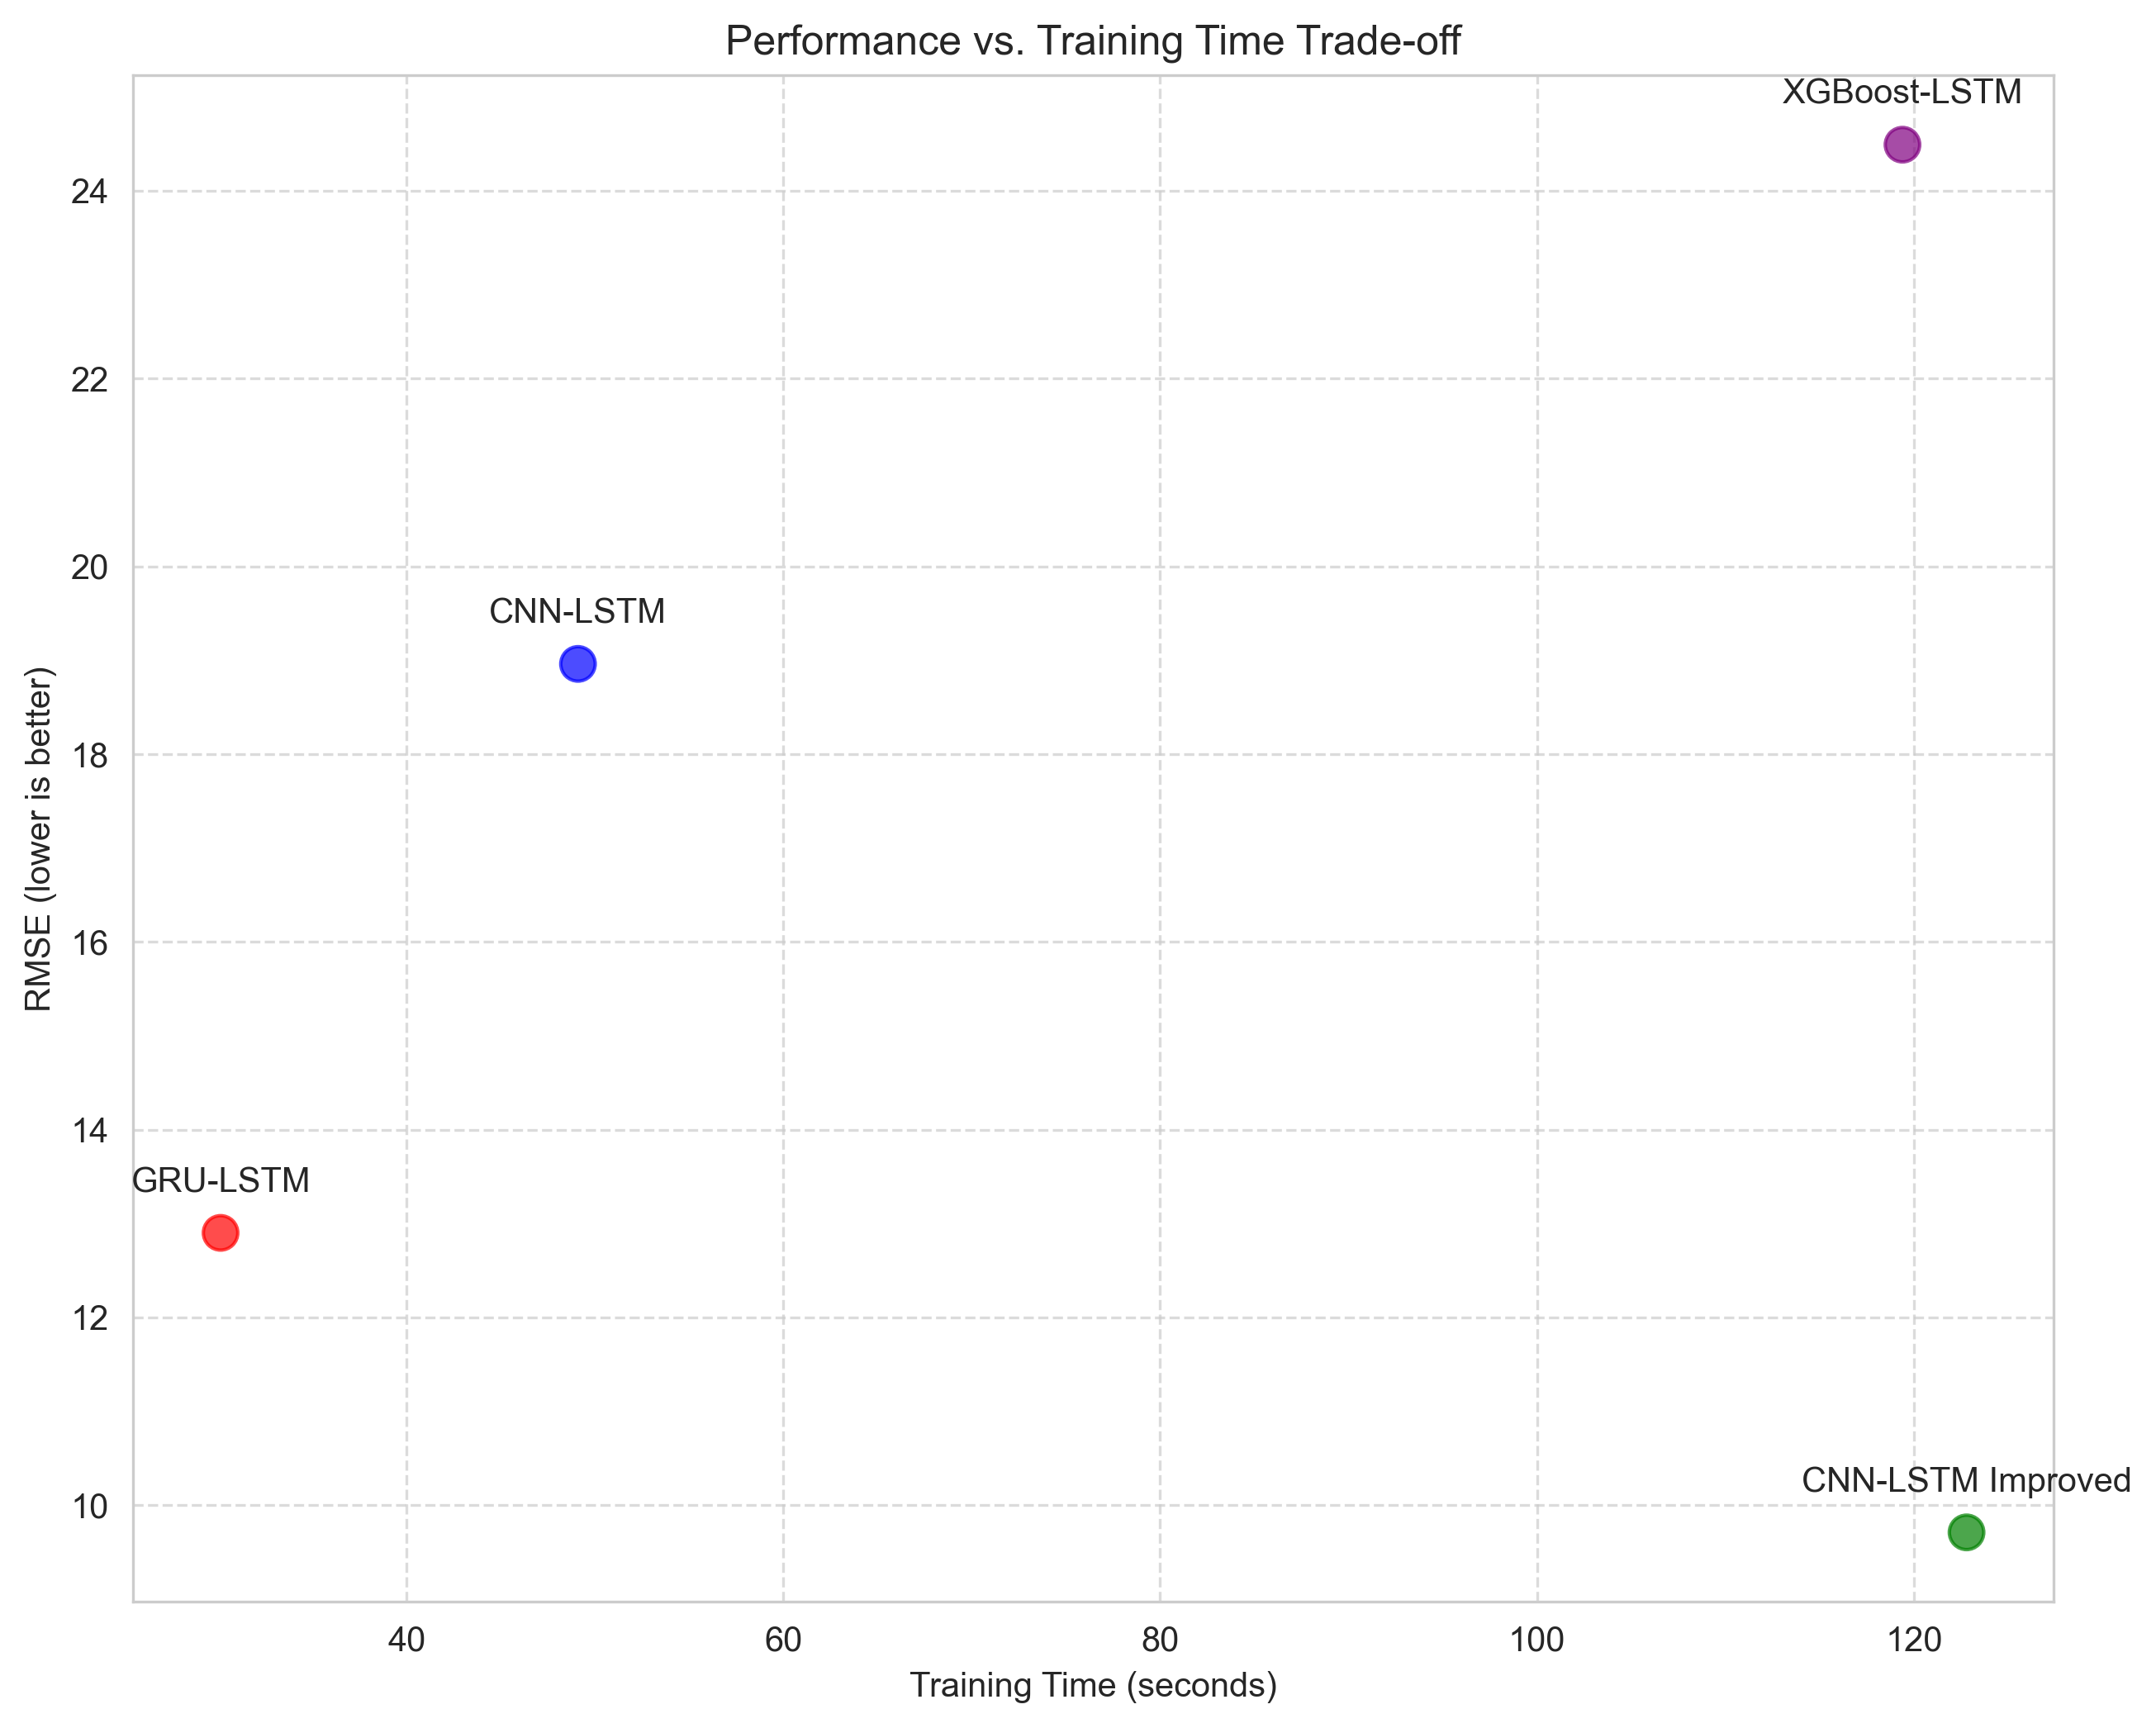 Performance vs. Training Time Trade-off
XGBoost-LSTM
24
22
20
CNN-LSTM
18
16
14
GRU-LSTM
12
CNN-LSTM Improved
10
RMSE (lower is better)
40 60 80 100 120
Training Time (seconds)